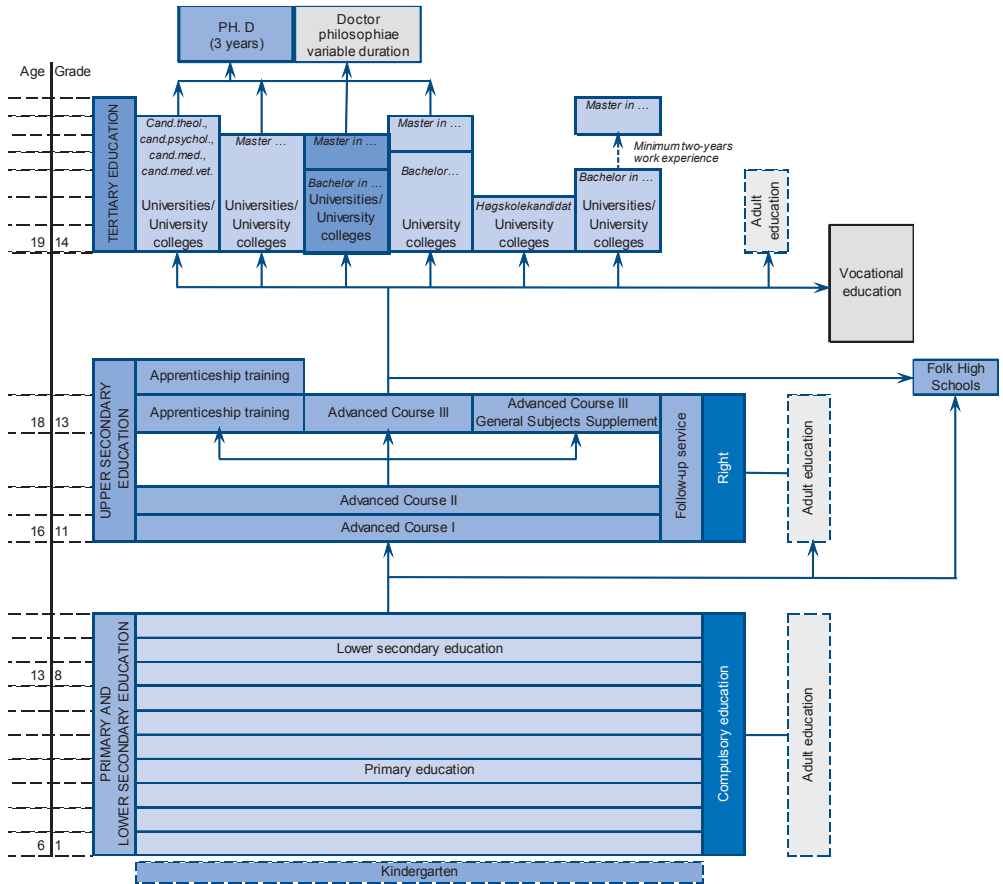 PH. D
(3 years)
Doctor
philosophiae
variable duration
Age
Grade
TERTIARY EDUCATION
Cand.theol.,
cand.psychol.,
cand.med.,
cand.med.vet.
Universities/
University
colleges
Master ...
Universities/
University
colleges
Master in ...
Bachelor in ...
Universities/
University
colleges
Master in ...
Bachelor...
University
colleges
Høgskolekandidat
University
colleges
Master in ...
Minimum two-years
work experience
Bachelor in ...
Universities/
University
colleges
Adult
education
19
14
Vocational
education
UPPER SECONDARY
EDUCATION
Apprenticeship training
Folk High
Schools
18
13
Apprenticeship training
Advanced Course III
Advanced Course III
General Subjects Supplement
Follow-up service
Right
Adult education
Advanced Course II
16
11
Advanced Course I
PRIMARY AND
LOWER SECONDARY EDUCATION
Lower secondary education
13
8
Compulsory education
Adult education
Primary education
6
1
Kindergarten